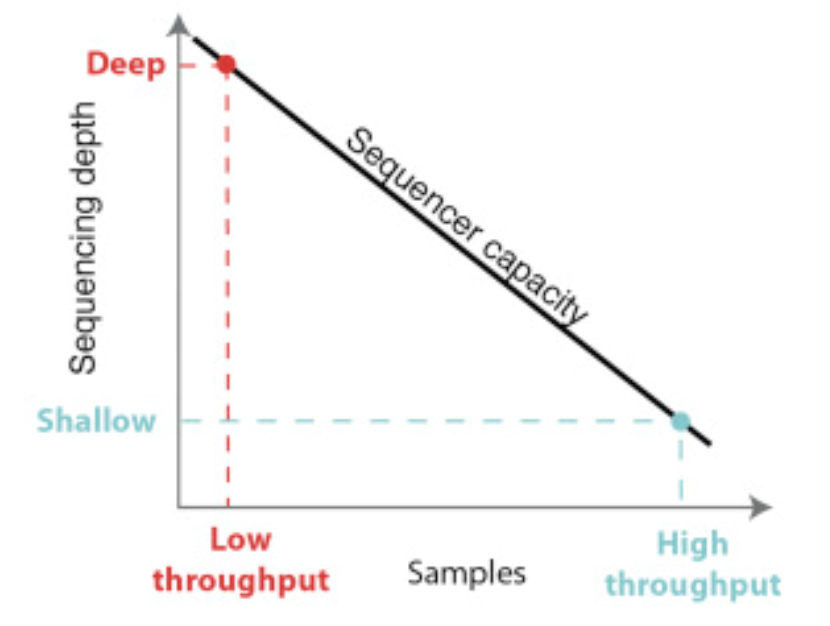 Deep
Sequencing depth
Sequencer capacity
Shallow
Low
throughput
Samples
High
throughput